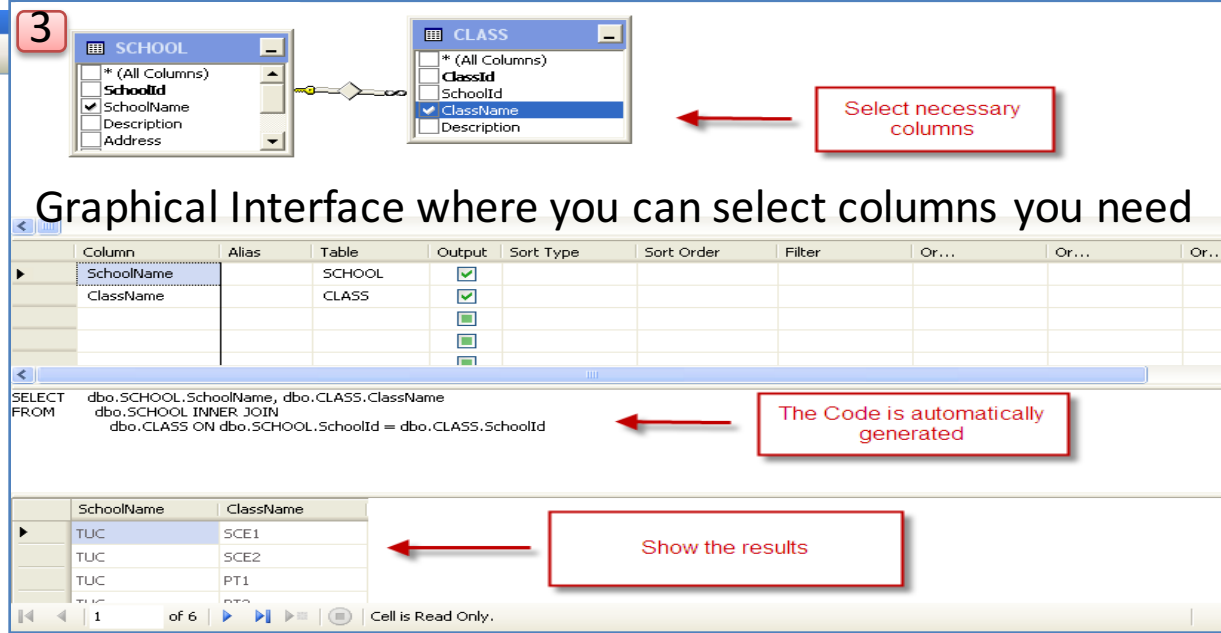 3
SCHOOL
* (All Columns)
SchoolId
SchoolName
Description
Address
CLASS
* (All Columns)
ClassId
SchoolId
ClassName
Description
Select necessary
columns
Graphical Interface where you can select columns you need
Column Alias Table Output Sort Type Sort Order Filter Or... Or... Or...
SchoolName SCHOOL
ClassName CLASS
SELECT dbo.SCHOOL.SchoolName, dbo.CLASS.ClassName
FROM dbo.SCHOOL INNER JOIN
dbo.CLASS ON dbo.SCHOOL.SchoolId = dbo.CLASS.SchoolId
The Code is automatically
generated
SchoolName ClassName
TUC SCE1
TUC SCE2
TUC PT1
Show the results
1 of 6 Cell is Read Only.